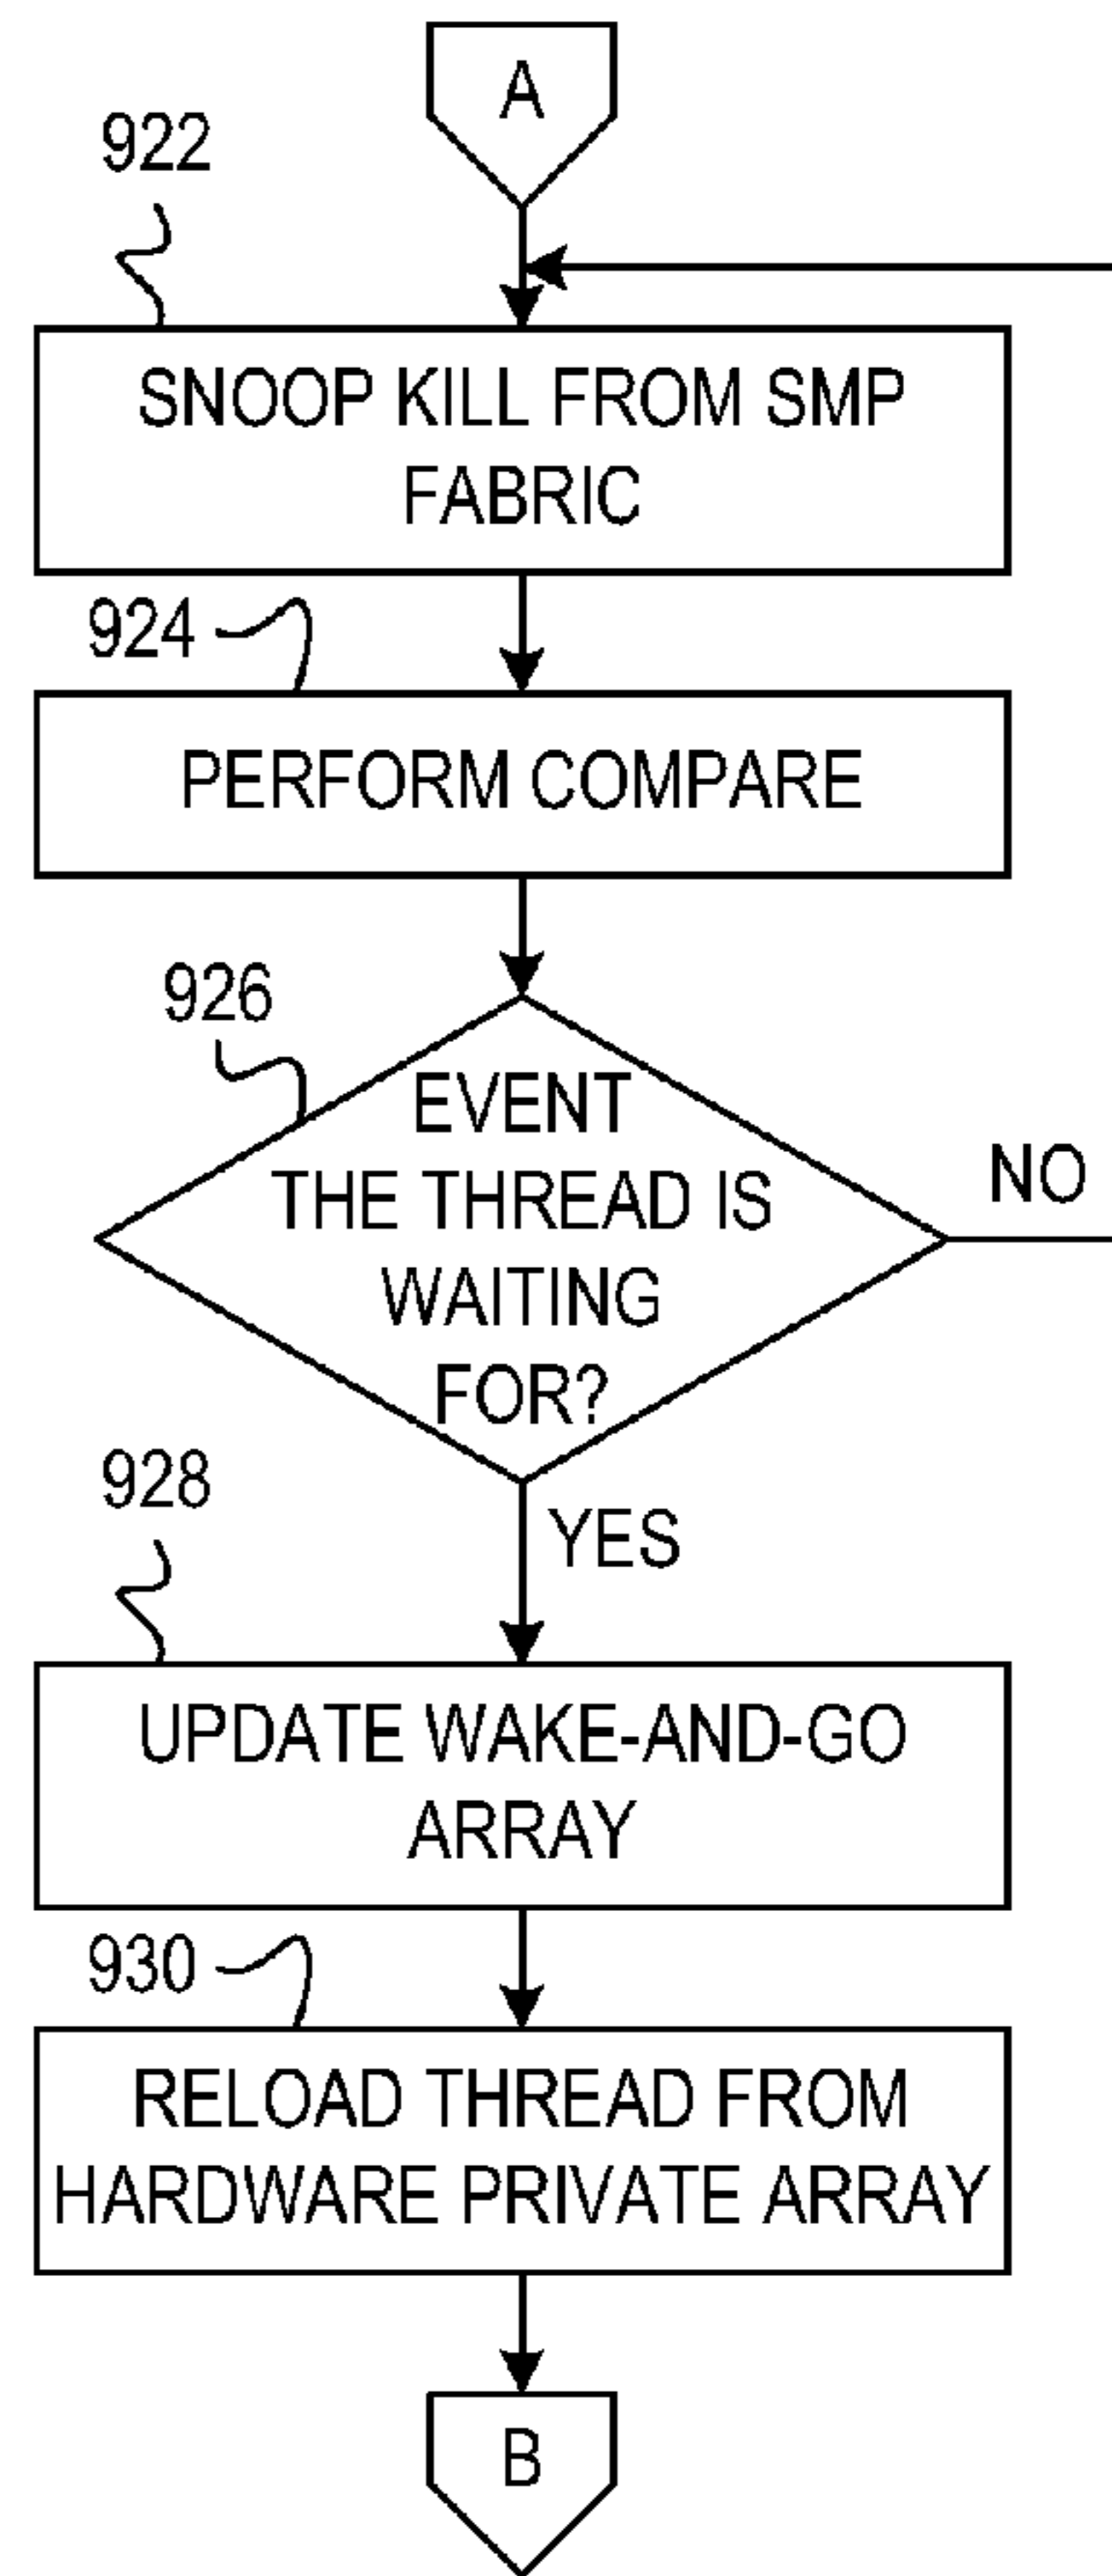 A
922
SNOOP KILL FROM SMP
FABRIC
924
PERFORM COMPARE
926
EVENT
THE THREAD IS
WAITING
FOR?
NO
928
YES
UPDATE WAKE-AND-GO
ARRAY
930
RELOAD THREAD FROM
HARDWARE PRIVATE ARRAY
B